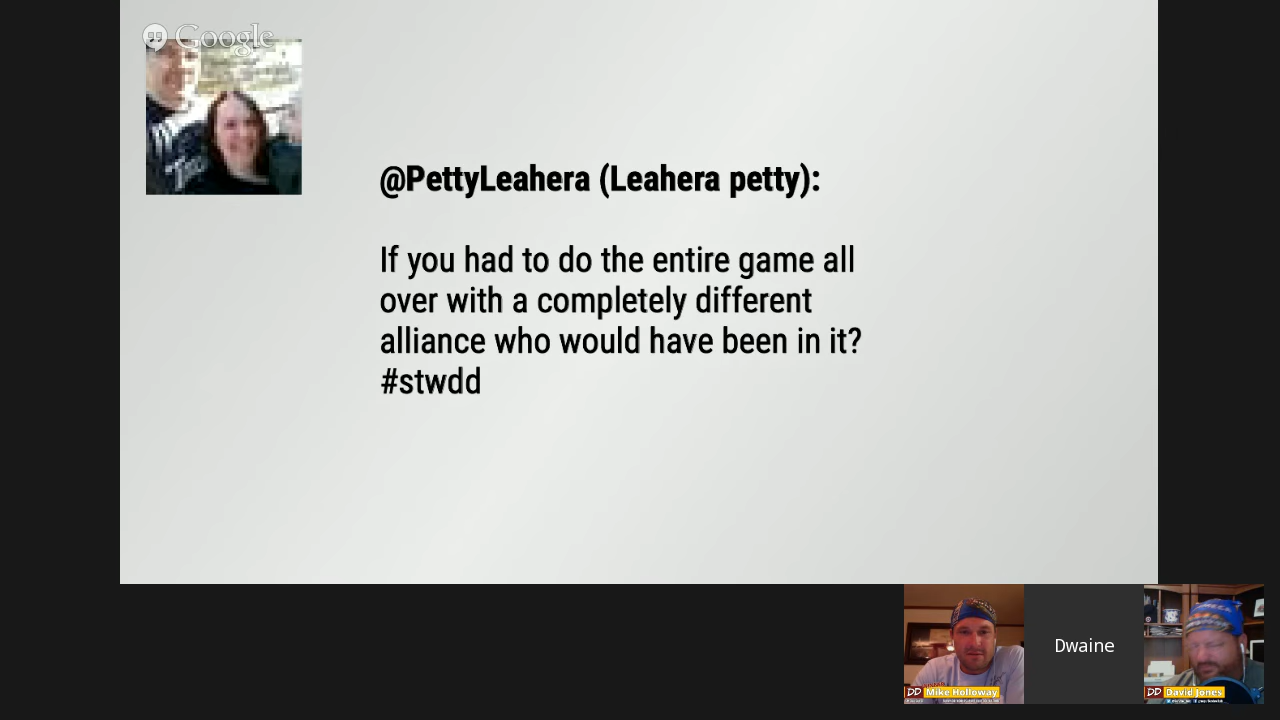 Google
@PettyLeahera (Leahera petty):
If you had to do the entire game all
over with a completely different
alliance who would have been in it?
#stwdd
Dwaine
DD Mike Holloway
DD David Jones